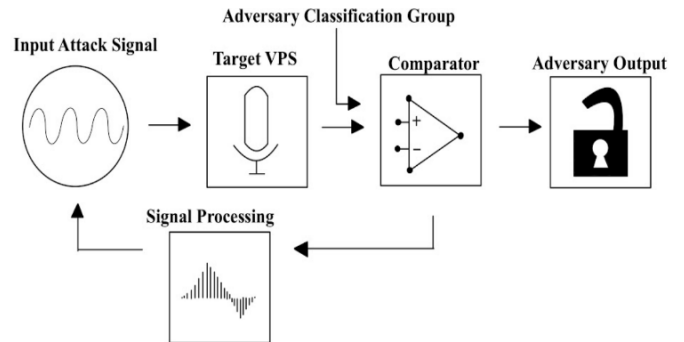 Adversary Classification Group
Input Attack Signal
Target VPS
Comparator
Adversary Output
+
−
Signal Processing